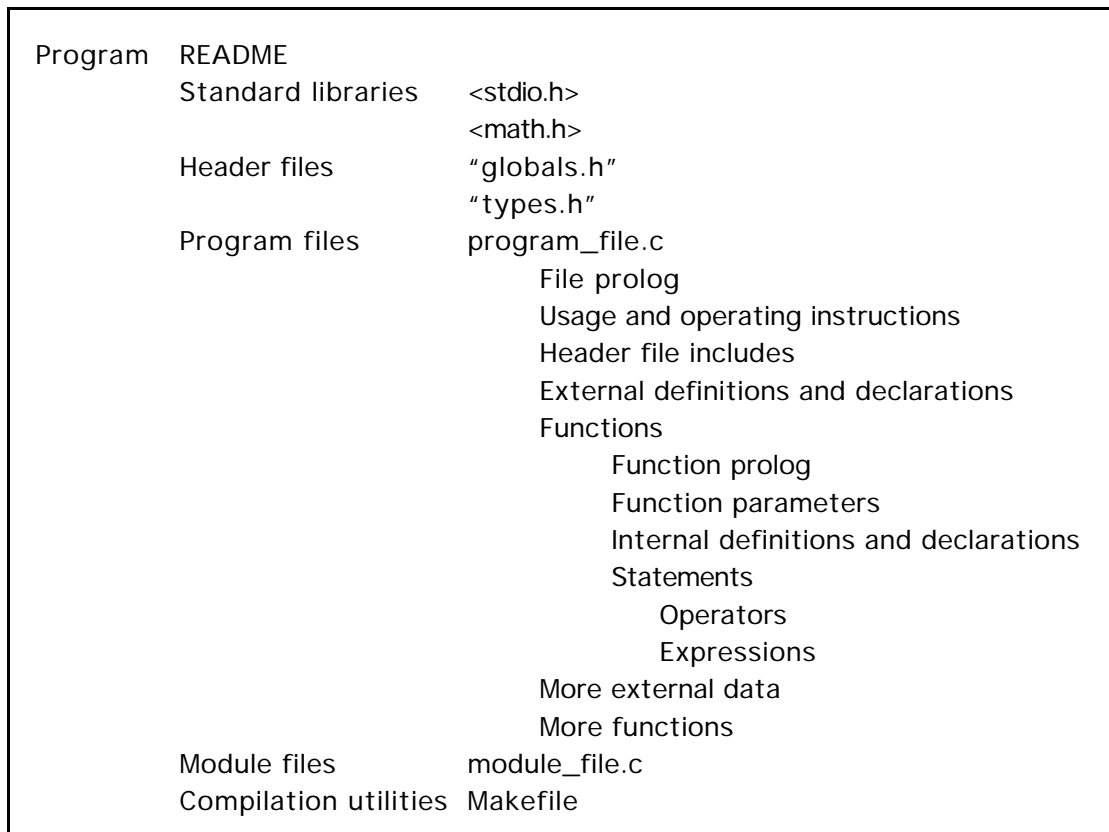 Program README
Standard libraries <stdio.h>
<math.h>
Header files “globals.h”
“types.h”
Program files program_file.c
File prolog
Usage and operating instructions
Header file includes
External definitions and declarations
Functions
Function prolog
Function parameters
Internal definitions and declarations
Statements
Operators
Expressions
More external data
More functions
Module files module_file.c
Compilation utilities Makefile